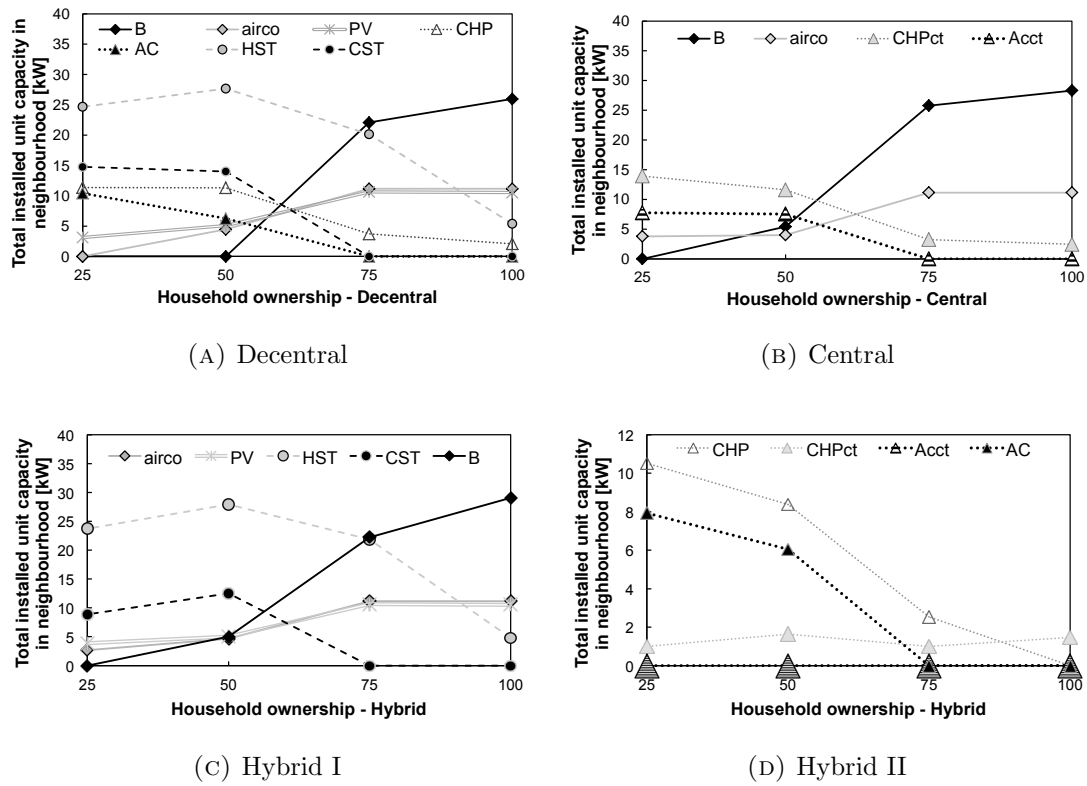 Total installed unit capacity in
neighbourhood [kW]
40
35
30
25
20
15
10
5
0
B airco PV CHP
AC HST CST
25 50 75 100
Household ownership - Decentral
(A) Decentral
Total installed unit capacity
in neighbourhood [kW]
40
35
30
25
20
15
10
5
0
B airco CHPct Acct
25 50 75 100
Household ownership - Central
(B) Central
Total installed unit capacity
in neighbourhood [kW]
40
35
30
25
20
15
10
5
0
airco PV HST CST B
25 50 75 100
Household ownership - Hybrid
(C) Hybrid I
Total installed unit capacity
in neighbourhood [kW]
12
10
8
6
4
2
0
CHP CHPct Acct AC
25 50 75 100
Household ownership - Hybrid
(D) Hybrid II